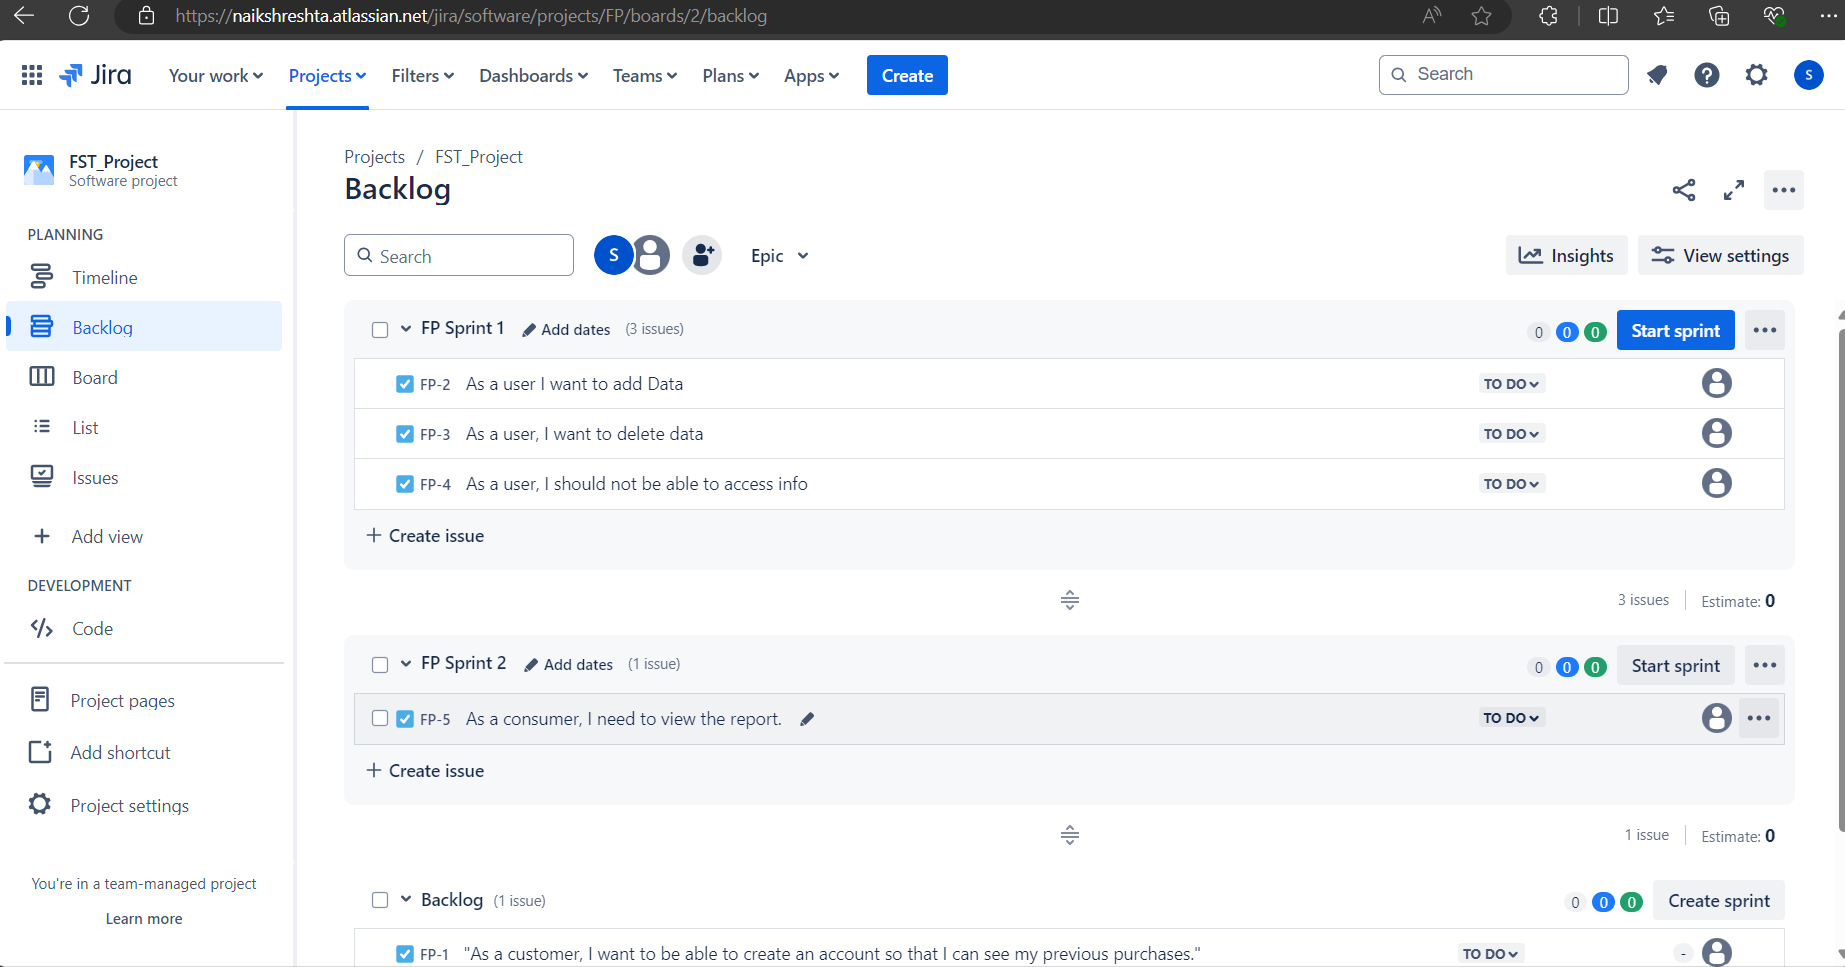 https://naikshreshta.atlassian.net/jira/software/projects/FP/boards/2/backlog
Jira Your work Projects Filters Dashboards Teams Plans Apps Create Search S
FST_Project
Software project
PLANNING
Timeline
Backlog
Board
List
Issues
Add view
DEVELOPMENT
Code
Project pages
Add shortcut
Project settings
You're in a team-managed project
Learn more
Projects / FST_Project
Backlog
Search S Epic Insights View settings
FP Sprint 1 Add dates (3 issues) 0 0 0 Start sprint
FP-2 As a user I want to add Data TO DO
FP-3 As a user, I want to delete data TO DO
FP-4 As a user, I should not be able to access info TO DO
+ Create issue
3 issues Estimate: 0
FP Sprint 2 Add dates (1 issue) 0 0 0 Start sprint
FP-5 As a consumer, I need to view the report. TO DO
+ Create issue
1 issue Estimate: 0
Backlog (1 issue) 0 0 0 Create sprint
FP-1 "As a customer, I want to be able to create an account so that I can see my previous purchases." TO DO -